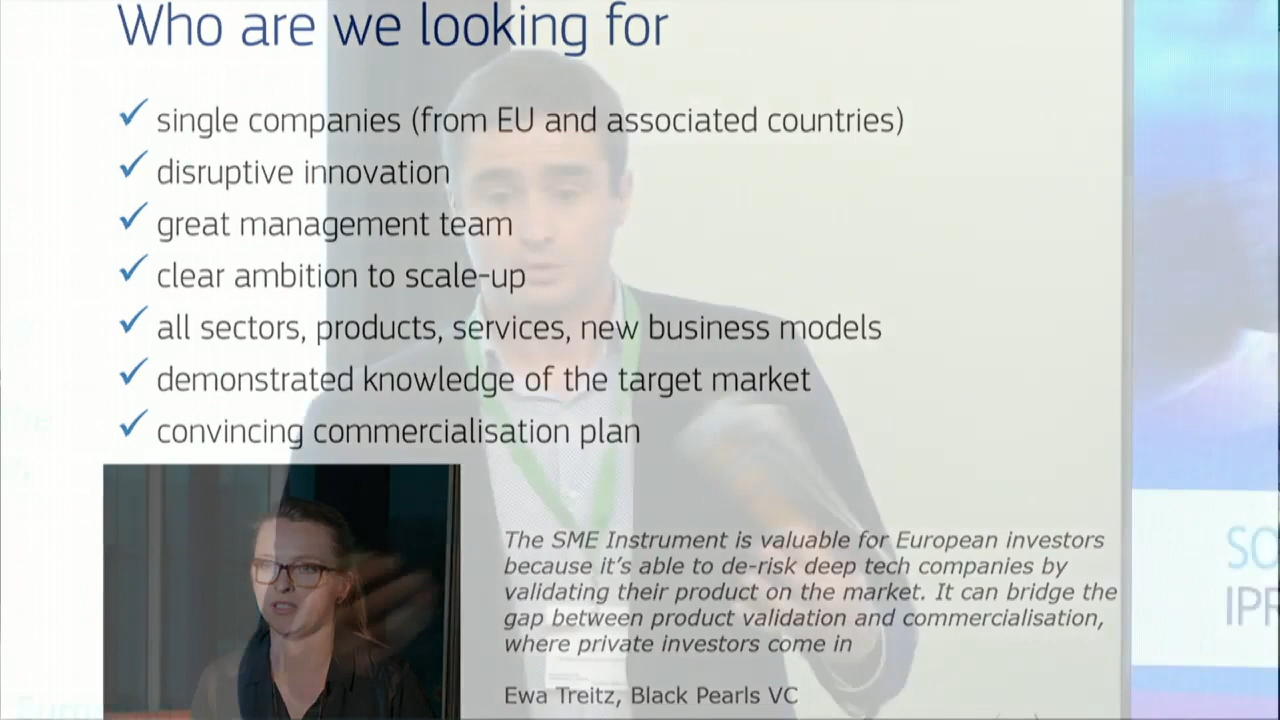 Who are we looking for
✓ single companies (from EU and associated countries)
✓ disruptive innovation
✓ great management team
✓ clear ambition to scale-up
✓ all sectors, products, services, new business models
✓ demonstrated knowledge of the target market
✓ convincing commercialisation plan
The SME Instrument is valuable for European investors
because it's able to de-risk deep tech companies by
validating their product on the market. It can bridge the
gap between product validation and commercialisation,
where private investors come in
Ewa Treitz, Black Pearls VC